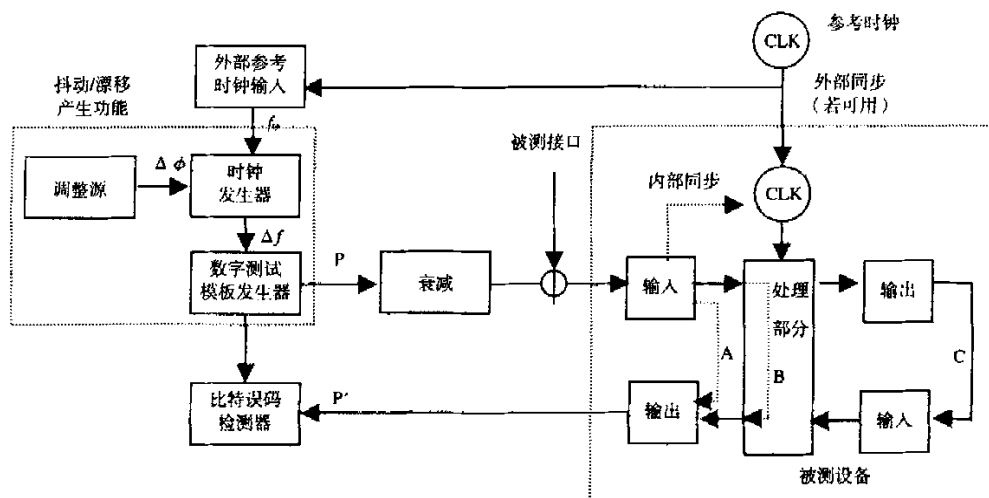 CLK
参考时钟
外部参考
时钟输入
外部同步
（若可用）
抖动/漂移
产生功能
被测接口
调整源
Δ ϕ
时钟
发生器
内部同步
CLK
Δf
数字测试
模板发生器
P
衰减
输入
处理
部分
输出
A
B
C
比特误码
检测器
P′
输出
输入
被测设备